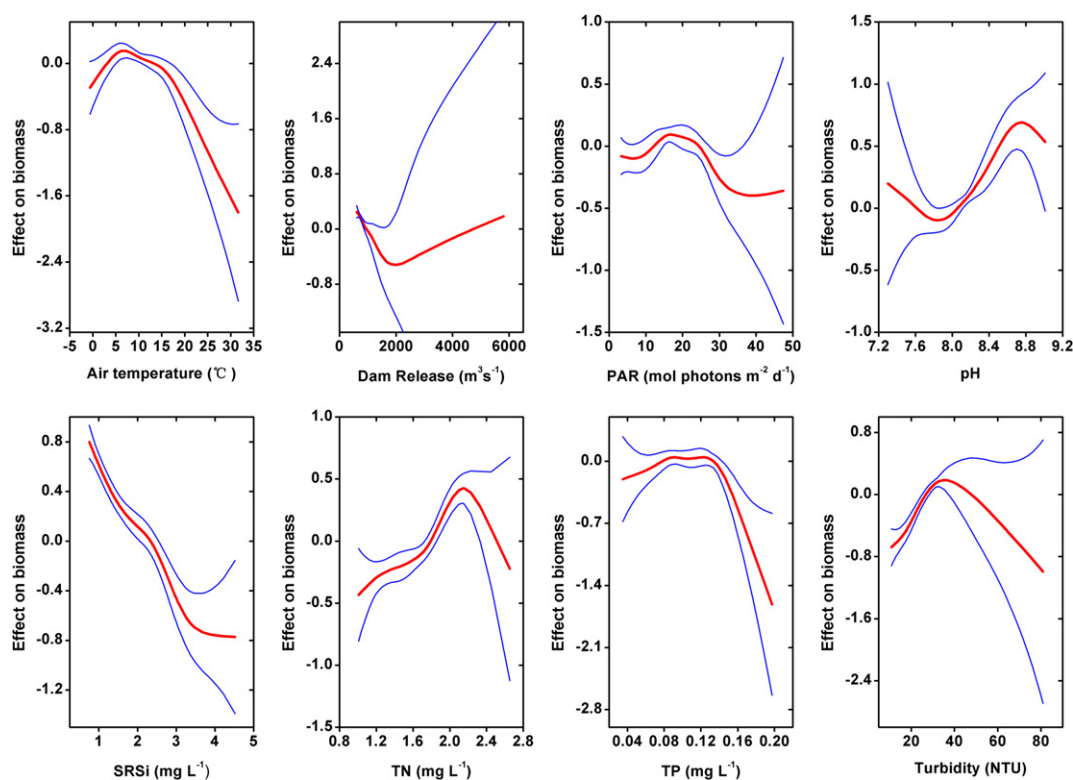 Effect on biomass
0.0
-0.8
-1.6
-2.4
-3.2
-5 0 5 10 15 20 25 30 35
Air temperature (℃)
Effect on biomass
2.4
1.6
0.8
0.0
-0.8
2000 4000 6000
Dam Release (m³s⁻¹)
Effect on biomass
1.0
0.5
0.0
-0.5
-1.0
-1.5
0 10 20 30 40 50
PAR (mol photons m⁻² d⁻¹)
Effect on biomass
1.5
1.0
0.5
0.0
0.5
1.0
7.2 7.6 8.0 8.4 8.8 9.2
pH
Effect on biomass
0.8
0.4
0.0
-0.4
-0.8
-1.2
1 2 3 4 5
SRSi (mg L⁻¹)
Effect on biomass
1.0
0.5
0.0
-0.5
-1.0
-1.5
0.8 1.2 1.6 2.0 2.4 2.8
TN (mg L⁻¹)
Effect on biomass
0.0
-0.7
-1.4
-2.1
-2.8
0.04 0.08 0.12 0.16 0.20
TP (mg L⁻¹)
Effect on biomass
0.8
0.0
-0.8
-1.6
-2.4
20 40 60 80
Turbidity (NTU)